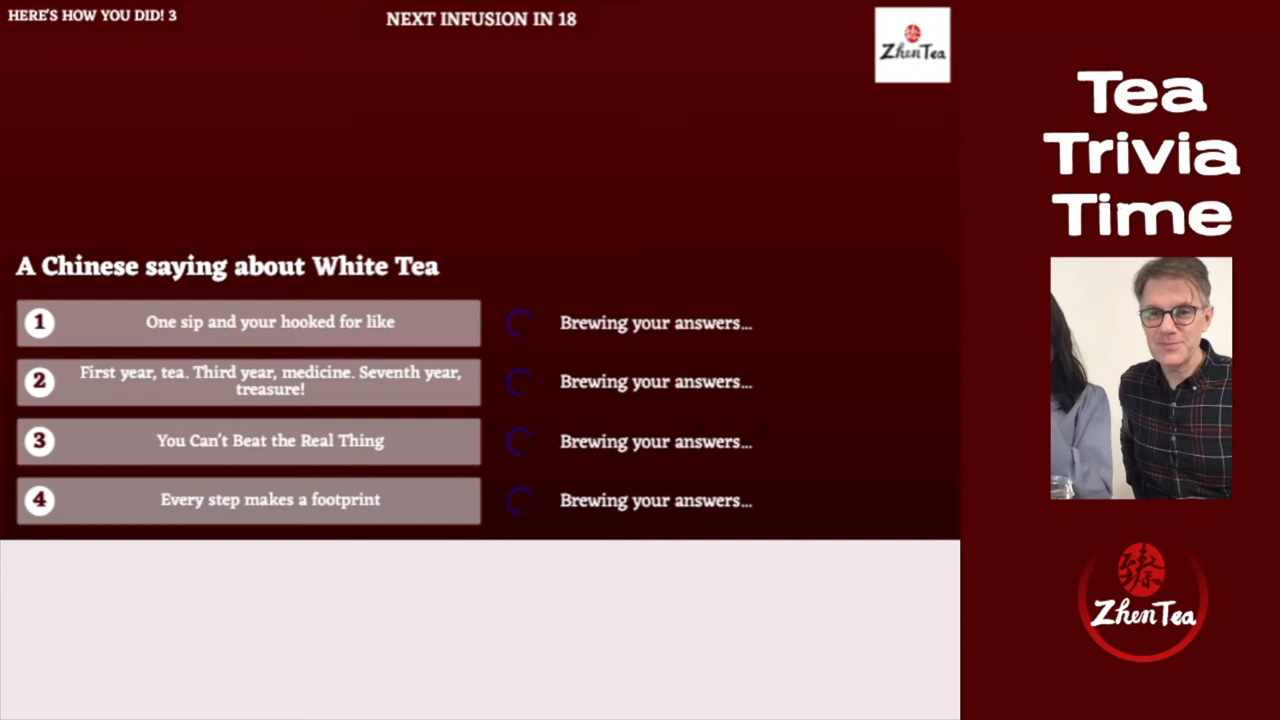 HERE'S HOW YOU DID! 3
NEXT INFUSION IN 18
ZhenTea
Tea
Trivia
Time
A Chinese saying about White Tea
1 One sip and your hooked for like Brewing your answers...
2 First year, tea. Third year, medicine. Seventh year,
treasure! Brewing your answers...
3 You Can't Beat the Real Thing Brewing your answers...
4 Every step makes a footprint Brewing your answers...
臻
ZhenTea